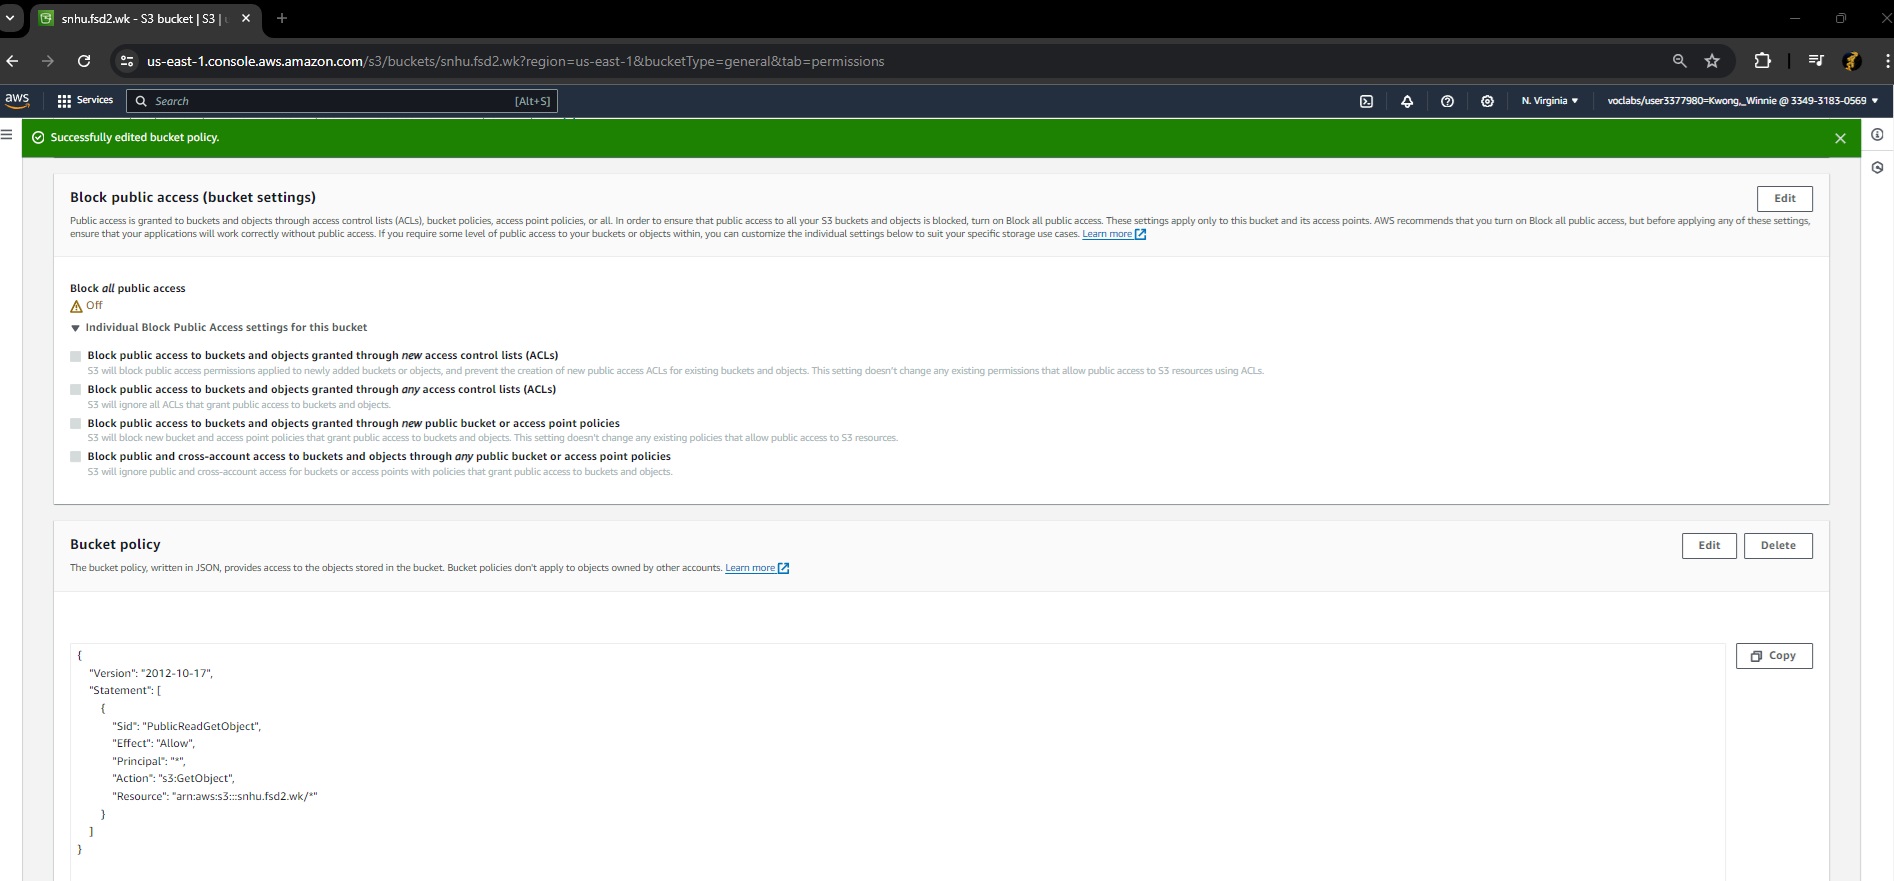 snhu.fsd2.wk - S3 bucket | S3 |
us-east-1.console.aws.amazon.com/s3/buckets/snhu.fsd2.wk?region=us-east-1&bucketType=general&tab=permissions
aws
Services
Search
[Alt+S]
N. Virginia
voclabs/user3377980=Kwong,_Winnie @ 3349-3183-0569
Successfully edited bucket policy.
Block public access (bucket settings)
Edit
Public access is granted to buckets and objects through access control lists (ACLs), bucket policies, access point policies, or all. In order to ensure that public access to all your S3 buckets and objects is blocked, turn on Block all public access. These settings apply only to this bucket and its access points. AWS recommends that you turn on Block all public access, but before applying any of these settings,
ensure that your applications will work correctly without public access. If you require some level of public access to your buckets or objects within, you can customize the individual settings below to suit your specific storage use cases. Learn more
Block all public access
Off
Individual Block Public Access settings for this bucket
Block public access to buckets and objects granted through new access control lists (ACLs)
S3 will block public access permissions applied to newly added buckets or objects, and prevent the creation of new public access ACLs for existing buckets and objects. This setting doesn't change any existing permissions that allow public access to S3 resources using ACLs.
Block public access to buckets and objects granted through any access control lists (ACLs)
S3 will ignore all ACLs that grant public access to buckets and objects.
Block public access to buckets and objects granted through new public bucket or access point policies
S3 will block new bucket and access point policies that grant public access to buckets and objects. This setting doesn't change any existing policies that allow public access to S3 resources.
Block public and cross-account access to buckets and objects through any public bucket or access point policies
S3 will ignore public and cross-account access for buckets or access points with policies that grant public access to buckets and objects.
Bucket policy
Edit
Delete
The bucket policy, written in JSON, provides access to the objects stored in the bucket. Bucket policies don't apply to objects owned by other accounts. Learn more
Copy
{
"Version": "2012-10-17",
"Statement": [
{
"Sid": "PublicReadGetObject",
"Effect": "Allow",
"Principal": "*",
"Action": "s3:GetObject",
"Resource": "arn:aws:s3:::snhu.fsd2.wk/*"
}
]
}